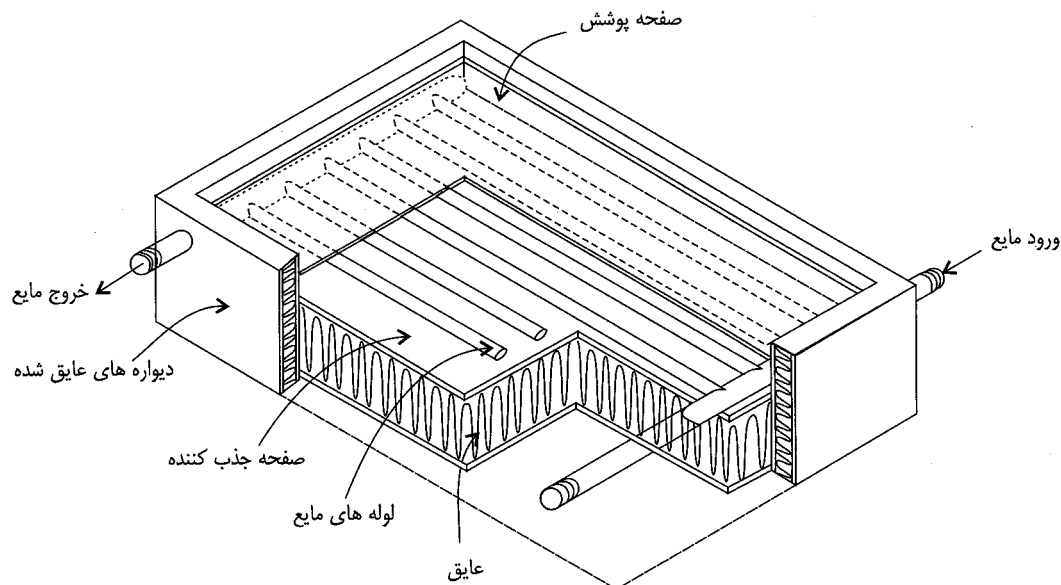 صفحه پوشش
ورود مایع
خروج مایع
دیواره های عایق شده
صفحه جذب کننده
لوله های مایع
عایق